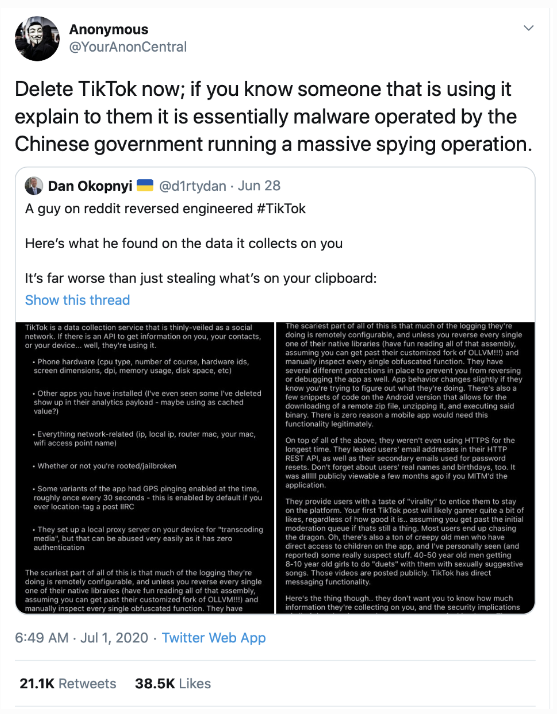 Anonymous
@YourAnonCentral
Delete TikTok now; if you know someone that is using it
explain to them it is essentially malware operated by the
Chinese government running a massive spying operation.
Dan Okopnyi 🇺🇦 @d1rtydan · Jun 28
A guy on reddit reversed engineered #TikTok
Here's what he found on the data it collects on you
It's far worse than just stealing what's on your clipboard:
Show this thread
TikTok is a data collection service that is thinly-veiled as a social
network. If there is an API to get information on you, your contacts,
or your device... well, they're using it.
• Phone hardware (cpu type, number of course, hardware ids,
screen dimensions, dpi, memory usage, disk space, etc)
• Other apps you have installed (I've even seen some I've deleted
show up in their analytics payload - maybe using as cached
value?)
• Everything network-related (ip, local ip, router mac, your mac,
wifi access point name)
• Whether or not you're rooted/jailbroken
• Some variants of the app had GPS pinging enabled at the time,
roughly once every 30 seconds - this is enabled by default if you
ever location-tag a post IIRC
• They set up a local proxy server on your device for "transcoding
media", but that can be abused very easily as it has zero
authentication
The scariest part of all of this is that much of the logging they're
doing is remotely configurable, and unless you reverse every single
one of their native libraries (have fun reading all of that assembly,
assuming you can get past their customized fork of OLLVM!!!) and
manually inspect every single obfuscated function. They have
The scariest part of all of this is that much of the logging they're
doing is remotely configurable, and unless you reverse every single
one of their native libraries (have fun reading all of that assembly,
assuming you can get past their customized fork of OLLVM!!!) and
manually inspect every single obfuscated function. They have
several different protections in place to prevent you from reversing
or debugging the app as well. App behavior changes slightly if they
know you're trying to figure out what they're doing. There's also a
few snippets of code on the Android version that allows for the
downloading of a remote zip file, unzipping it, and executing said
binary. There is zero reason a mobile app would need this
functionality legitimately.
On top of all of the above, they weren't even using HTTPS for the
longest time. They leaked users' email addresses in their HTTP
REST API, as well as their secondary emails used for password
resets. Don't forget about users' real names and birthdays, too. It
was allllll publicly viewable a few months ago if you MITM'd the
application.
They provide users with a taste of "virality" to entice them to stay
on the platform. Your first TikTok post will likely garner quite a bit of
likes, regardless of how good it is.. assuming you get past the initial
moderation queue if thats still a thing. Most users end up chasing
the dragon. Oh, there's also a ton of creepy old men who have
direct access to children on the app, and I've personally seen (and
reported) some really suspect stuff. 40-50 year old men getting
8-10 year old girls to do "duets" with them with sexually suggestive
songs. Those videos are posted publicly. TikTok has direct
messaging functionality.
Here's the thing though.. they don't want you to know how much
information they're collecting on you, and the security implications
6:49 AM · Jul 1, 2020 · Twitter Web App
21.1K Retweets 38.5K Likes